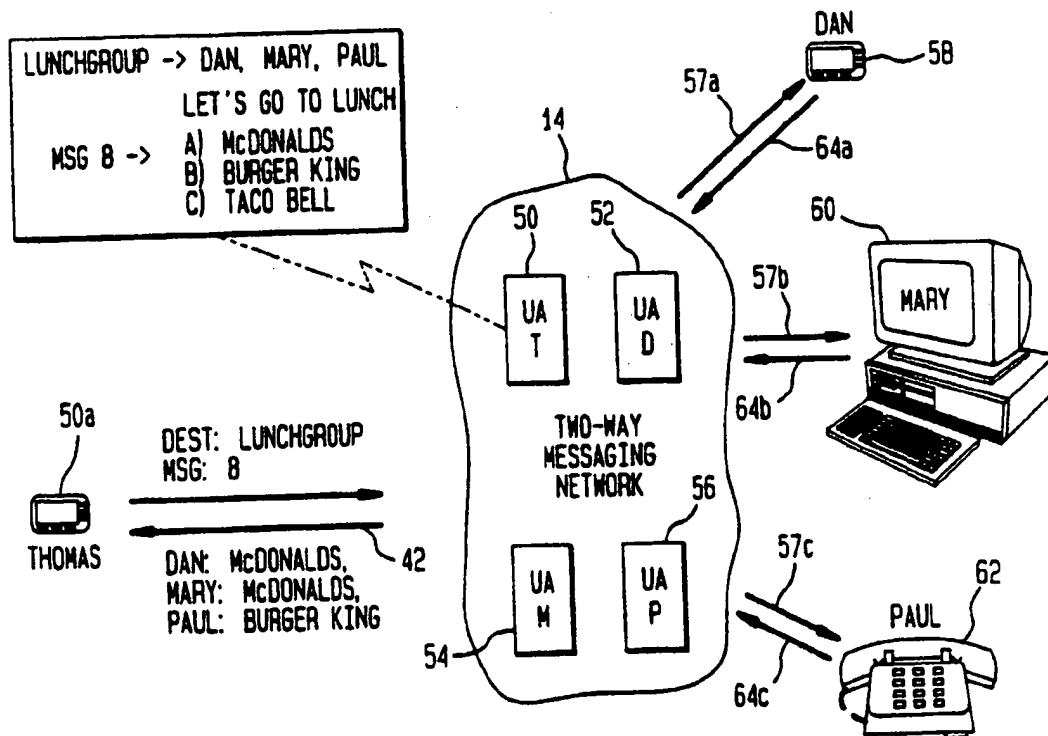 LUNCHGROUP -> DAN, MARY, PAUL
LET'S GO TO LUNCH
MSG 8 ->
A) McDONALDS
B) BURGER KING
C) TACO BELL
DAN
58
57a
64a
14
50
52
UA
T
UA
D
60
MARY
57b
64b
50a
THOMAS
DEST: LUNCHGROUP
MSG: 8
42
DAN: McDONALDS,
MARY: McDONALDS,
PAUL: BURGER KING
TWO-WAY
MESSAGING
NETWORK
56
UA
M
54
UA
P
57c
64c
PAUL
62